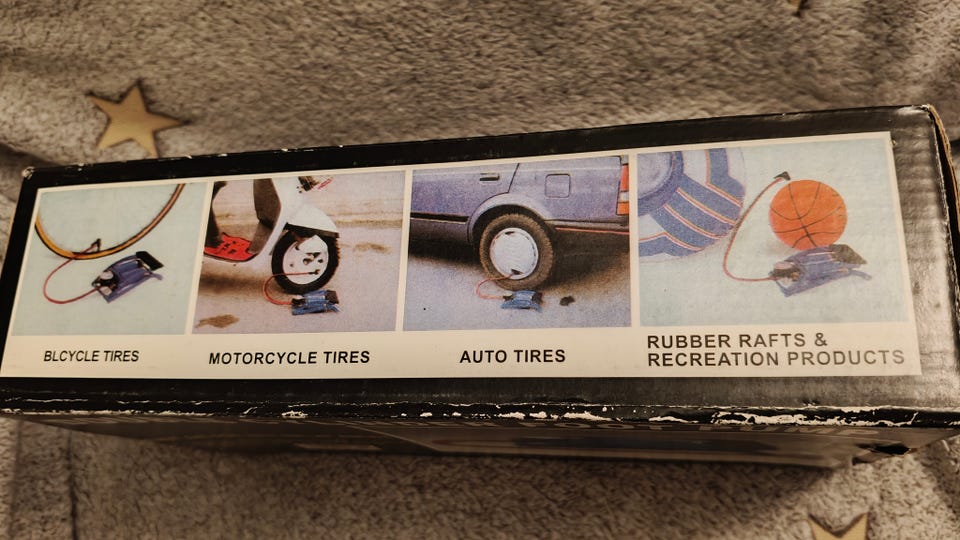 BLCYCLE TIRES
MOTORCYCLE TIRES
AUTO TIRES
RUBBER RAFTS &
RECREATION PRODUCTS